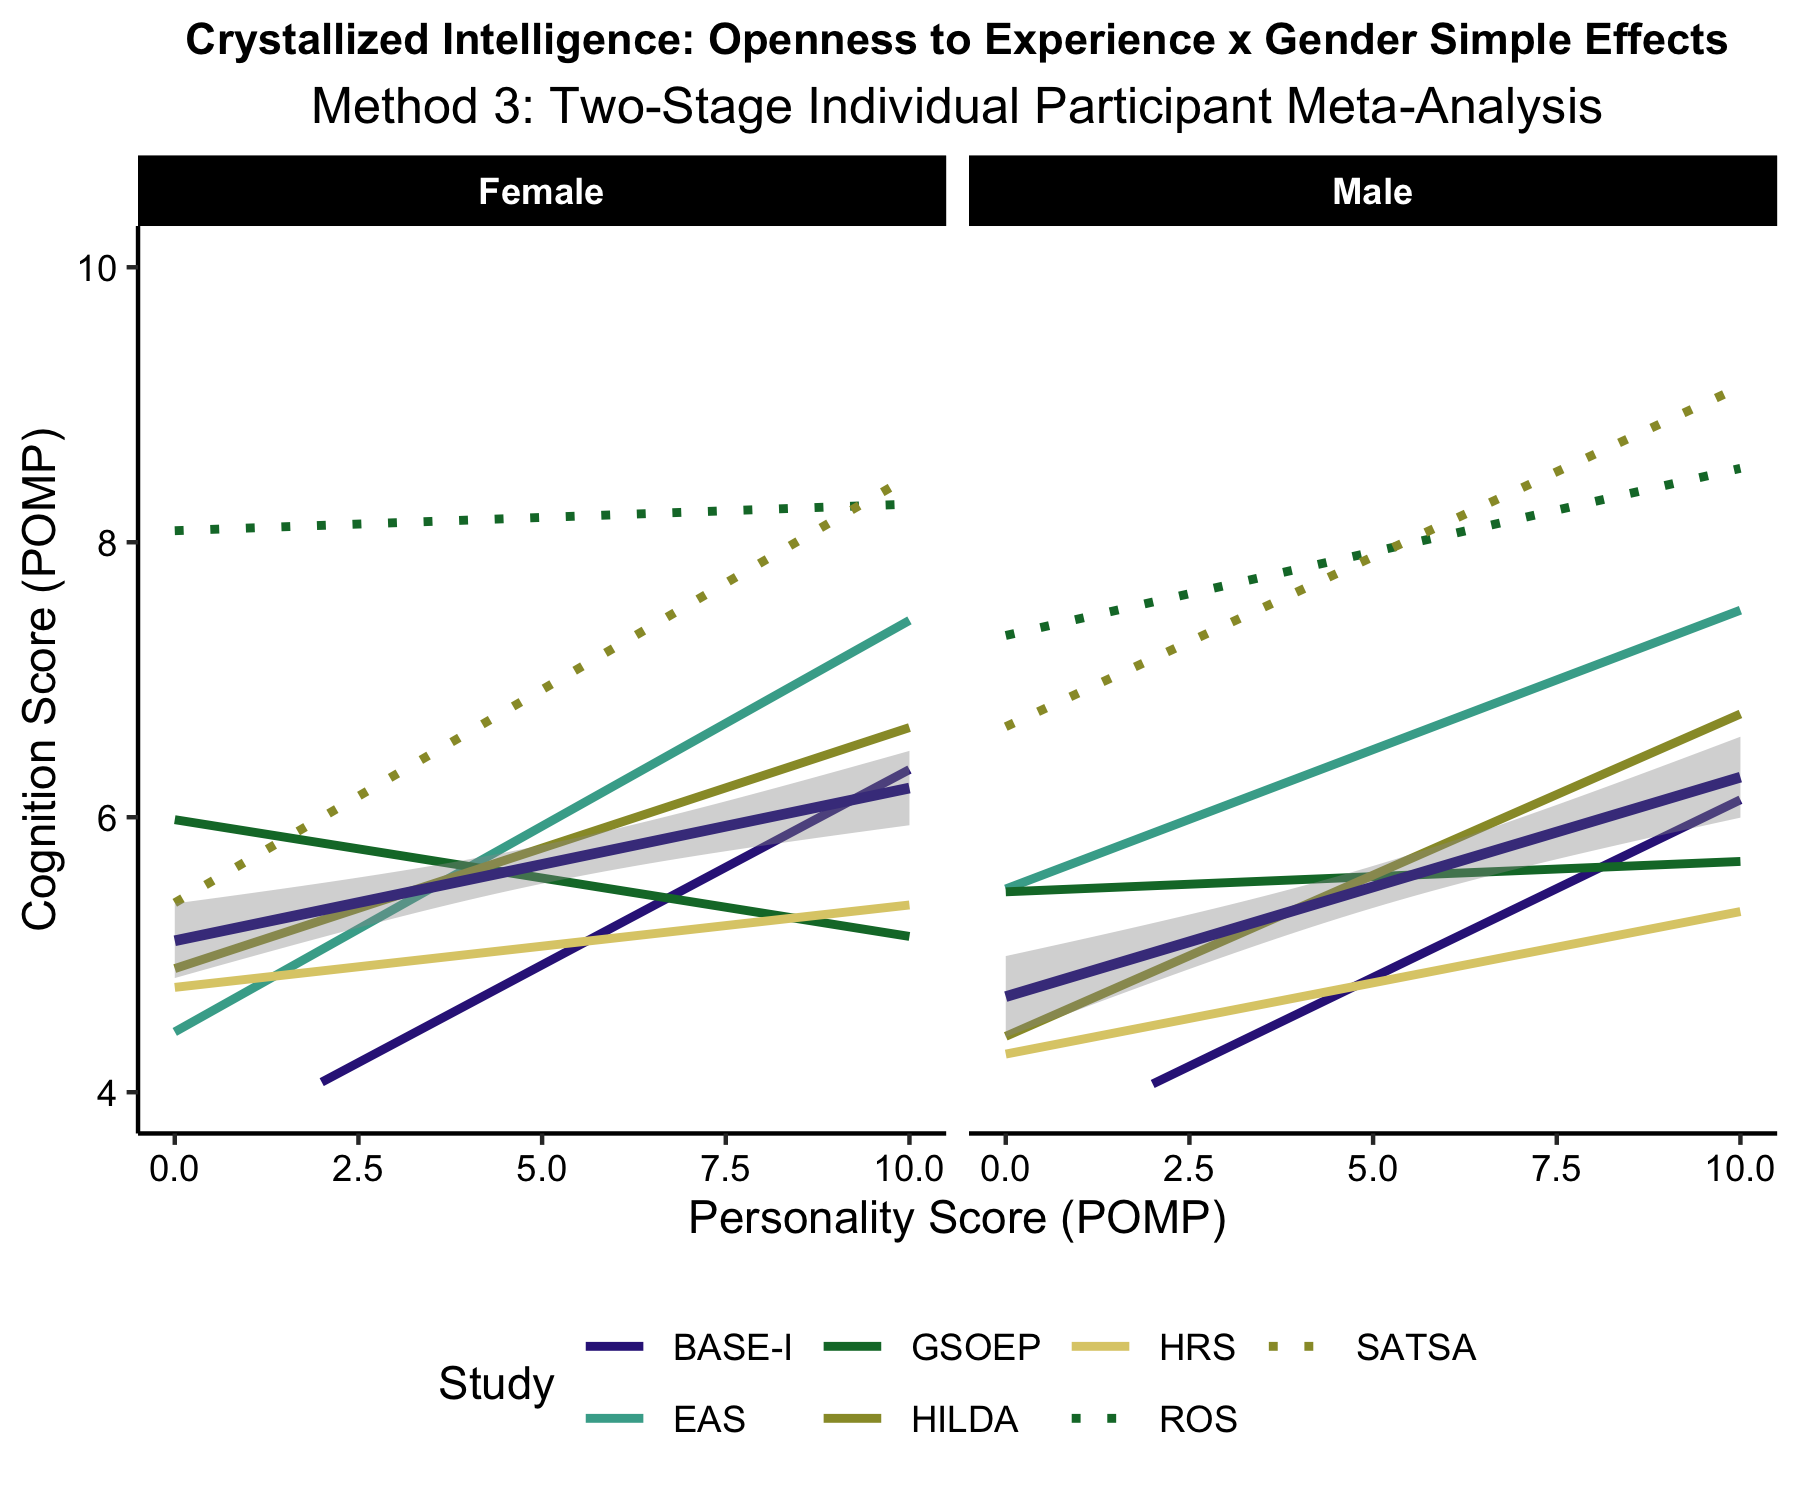 Crystallized Intelligence: Openness to Experience x Gender Simple Effects
Method 3: Two-Stage Individual Participant Meta-Analysis
Female
Male
Cognition Score (POMP)
10
8
6
4
0.0 2.5 5.0 7.5 10.0
0.0 2.5 5.0 7.5 10.0
Personality Score (POMP)
Study
BASE-I GSOEP HRS SATSA
EAS HILDA ROS